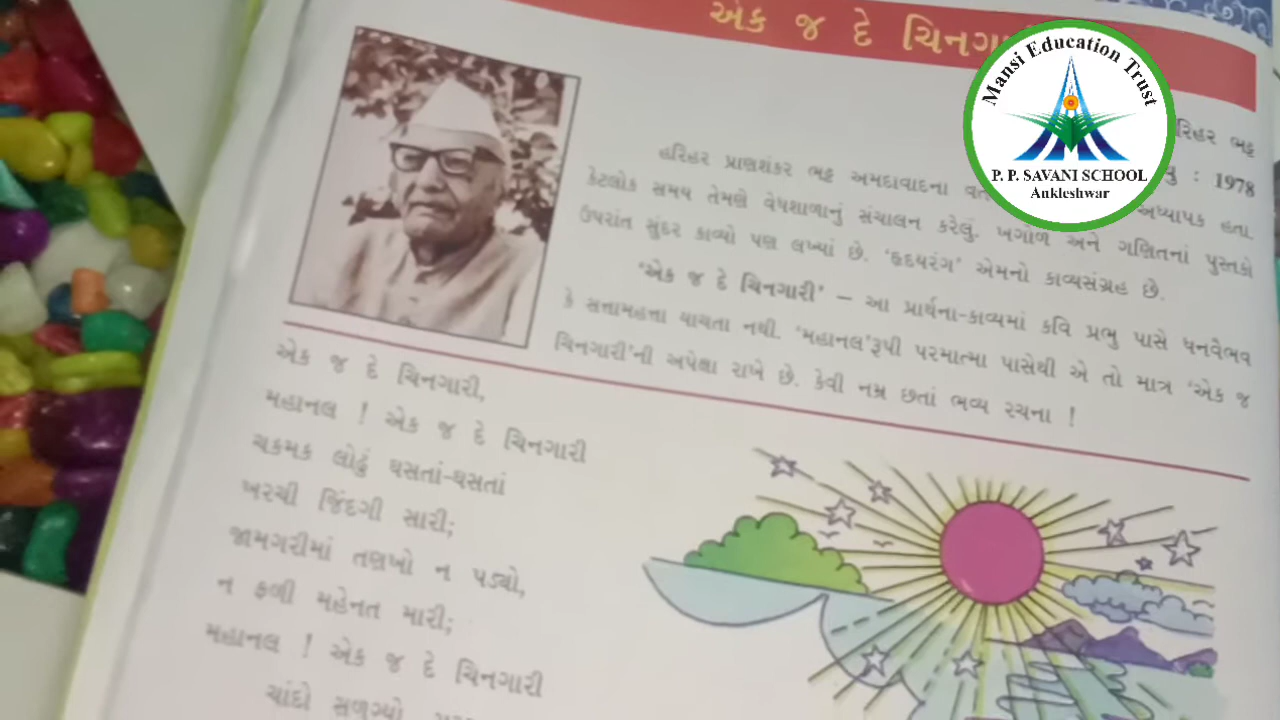 એક જ દે ચિનગા
Mansi Education Trust
P. P. SAVANI SCHOOL
Ankleshwar
રિહર ભટ્ટ
: 1978
હરિહર પ્રાણશંકર ભટ્ટ અમદાવાદના વત અધ્યાપક હતા.
કેટલોક સમય તેમણે વેધશાળાનું સંચાલન કરેલું. ખગોળ અને ગણિતનાં પુસ્તકો
ઉપરાંત સુંદર કાવ્યો પણ લખ્યાં છે. ‘હૃદયરંગ’ એમનો કાવ્યસંગ્રહ છે.
‘એક જ દે ચિનગારી’ – આ પ્રાર્થના-કાવ્યમાં કવિ પ્રભુ પાસે ધનવૈભવ
કે સત્તામહત્તા યાચતા નથી. ‘મહાનલ’રૂપી પરમાત્મા પાસેથી એ તો માત્ર ‘એક જ
ચિનગારી’ની અપેક્ષા રાખે છે. કેવી નમ્ર છતાં ભવ્ય રચના !
એક જ દે ચિનગારી,
મહાનલ ! એક જ દે ચિનગારી
ચકમક લોઢું ઘસતાં-ઘસતાં
ખરચી જિંદગી સારી;
જામગરીમાં તણખો ન પડ્યો,
ન ફળી મહેનત મારી;
મહાનલ ! એક જ દે ચિનગારી
ચાંદો સળગ્યો